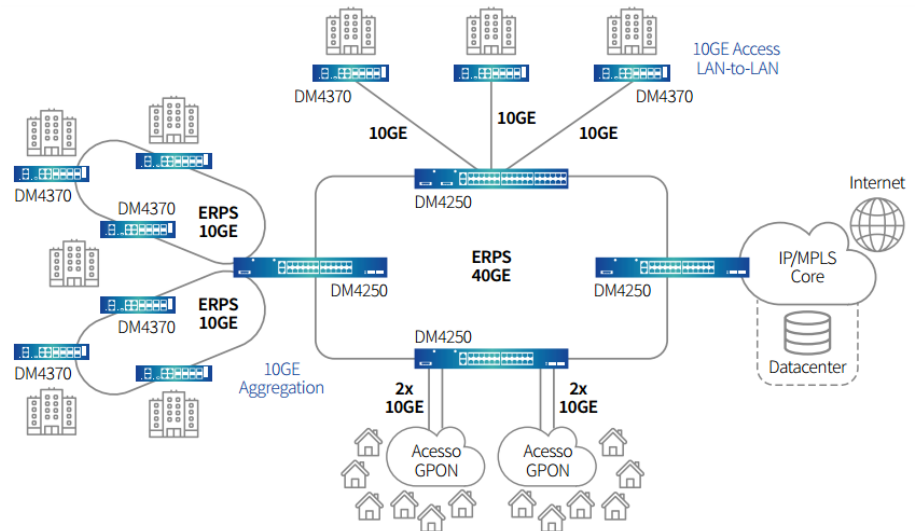 10GE Access
LAN-to-LAN
DM4370
DM4370
10GE
10GE
10GE
DM4370
DM4370
ERPS
10GE
DM4250
Internet
ERPS
40GE
IP/MPLS
Core
DM4250
DM4250
DM4370
ERPS
10GE
DM4370
10GE
Aggregation
DM4250
Datacenter
2x
10GE
2x
10GE
Acesso
GPON
Acesso
GPON